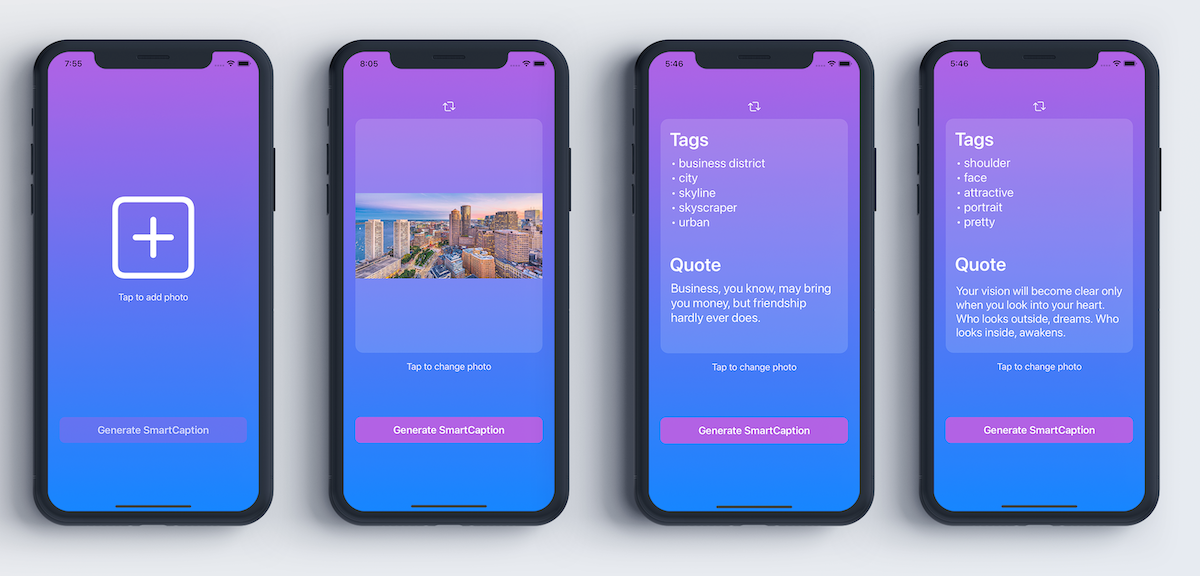 7:55
Tap to add photo
Generate SmartCaption
8:05
Tap to change photo
Generate SmartCaption
5:46
Tags
• business district
• city
• skyline
• skyscraper
• urban
Quote
Business, you know, may bring
you money, but friendship
hardly ever does.
Tap to change photo
Generate SmartCaption
5:46
Tags
• shoulder
• face
• attractive
• portrait
• pretty
Quote
Your vision will become clear only
when you look into your heart.
Who looks outside, dreams. Who
looks inside, awakens.
Tap to change photo
Generate SmartCaption